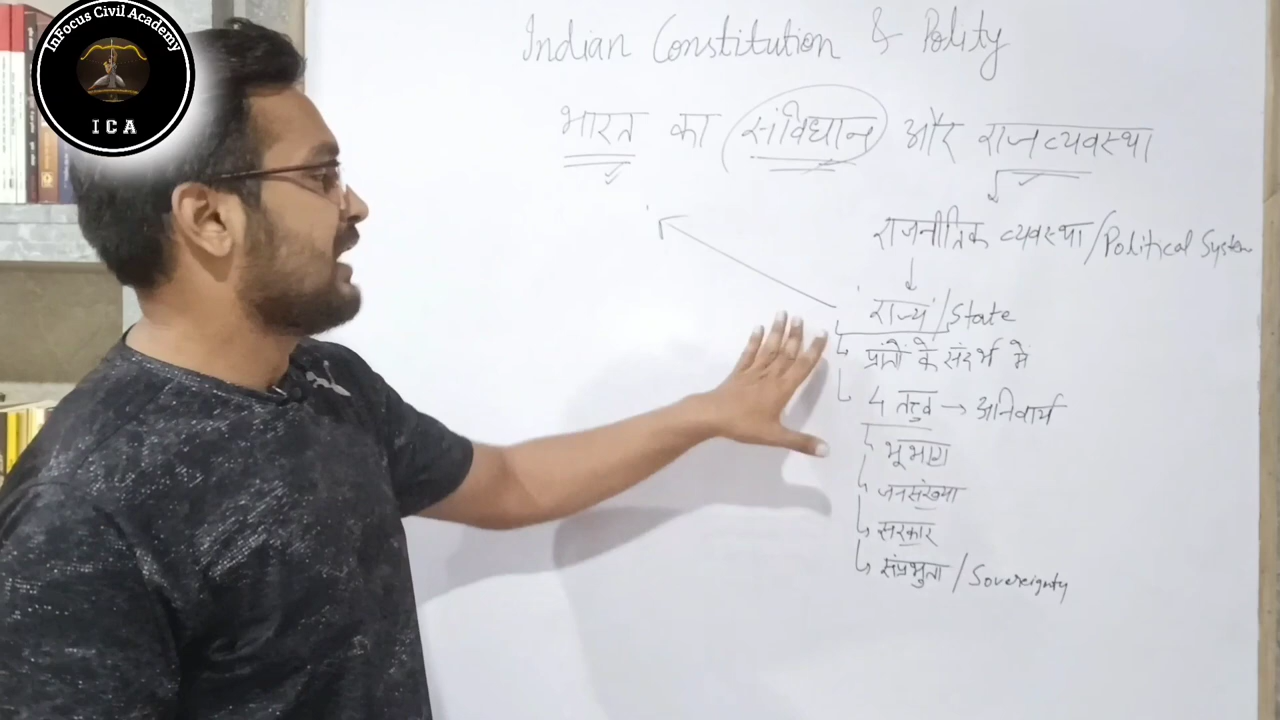 InFocus Civil Academy
ICA
Indian Constitution & Polity
भारत का संविधान और राजव्यवस्था
राजनीतिक व्यवस्था/Political System
राज्य/State
प्रांतों के संदर्भ में
4 तत्त्व → अनिवार्य
भूभाग
जनसंख्या
सरकार
संप्रभुता/Sovereignty